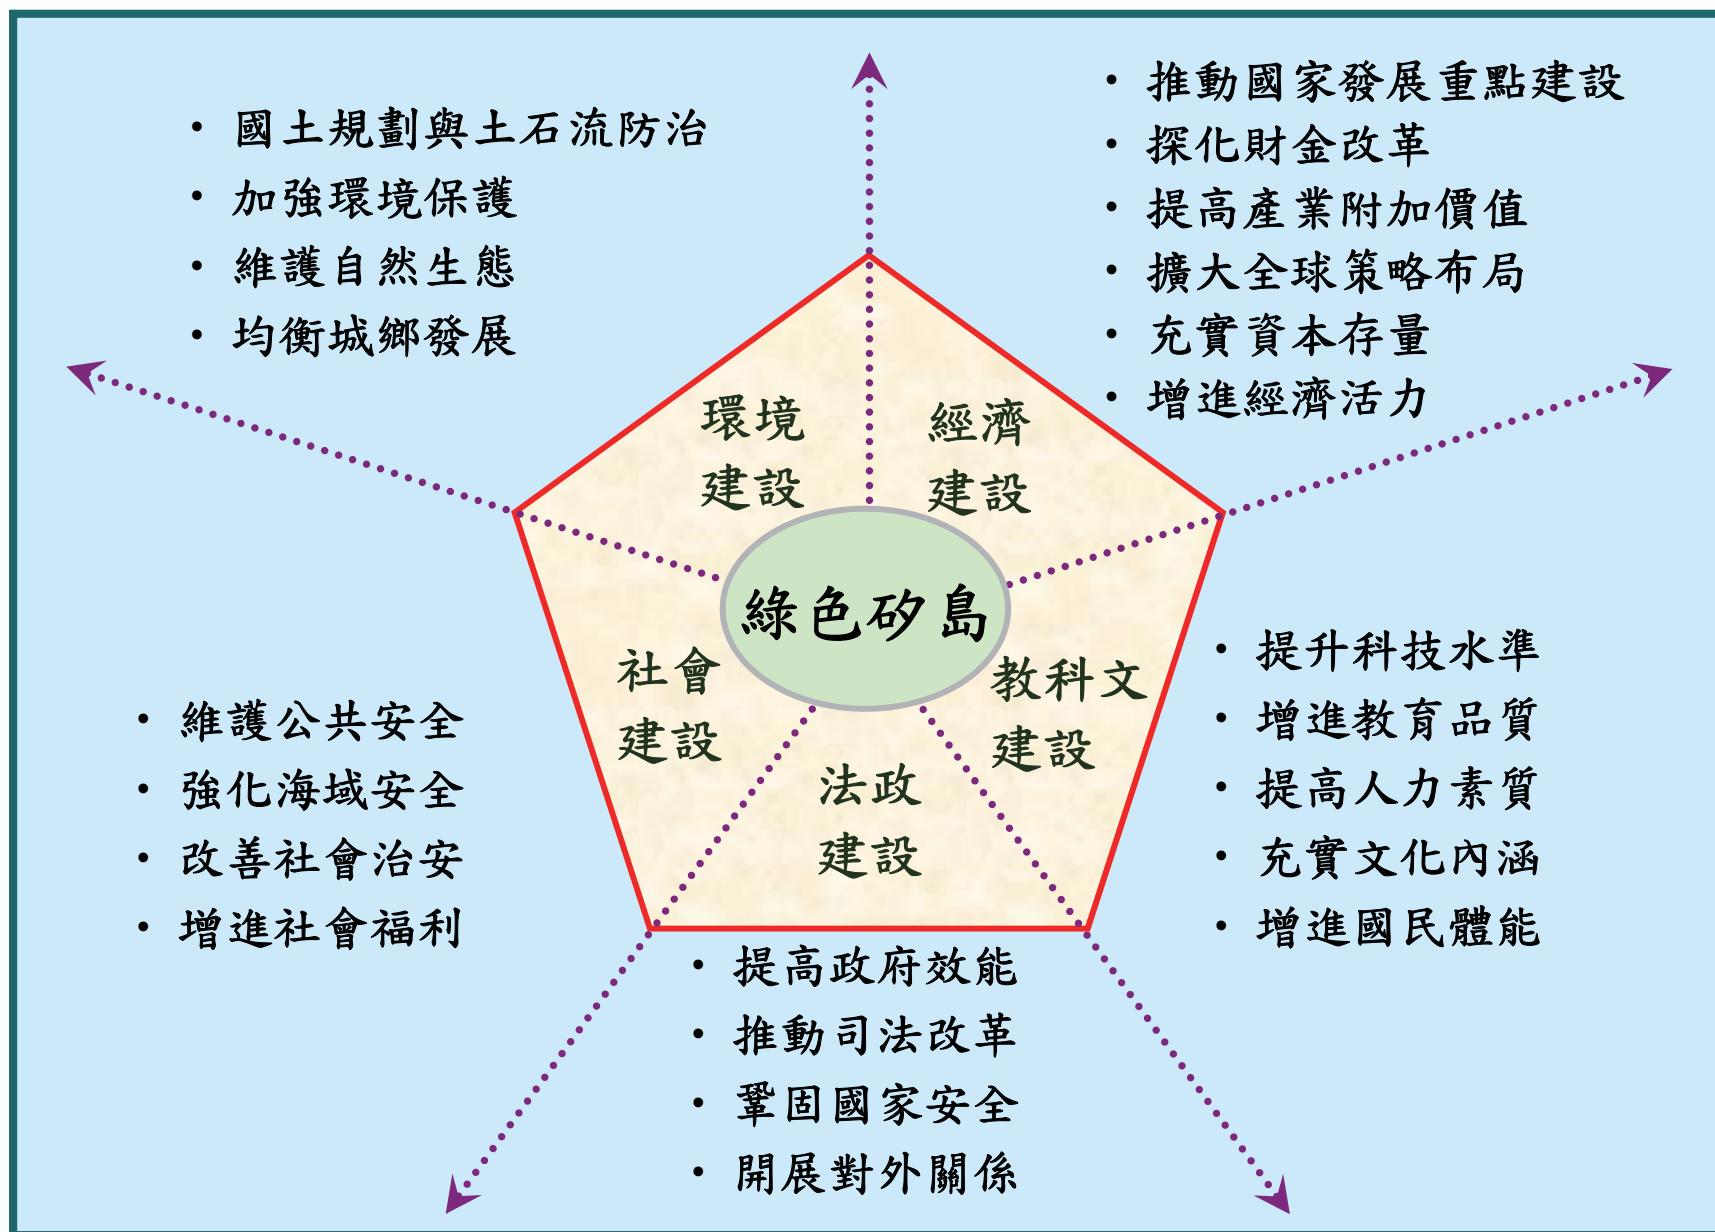 • 國土規劃與土石流防治
• 加強環境保護
• 維護自然生態
• 均衡城鄉發展
• 推動國家發展重點建設
• 探化財金改革
• 提高產業附加價值
• 擴大全球策略布局
• 充實資本存量
• 增進經濟活力
環境
建設
經濟
建設
綠色矽島
社會
建設
教科文
建設
法政
建設
• 維護公共安全
• 強化海域安全
• 改善社會治安
• 增進社會福利
• 提升科技水準
• 增進教育品質
• 提高人力素質
• 充實文化內涵
• 增進國民體能
• 提高政府效能
• 推動司法改革
• 鞏固國家安全
• 開展對外關係